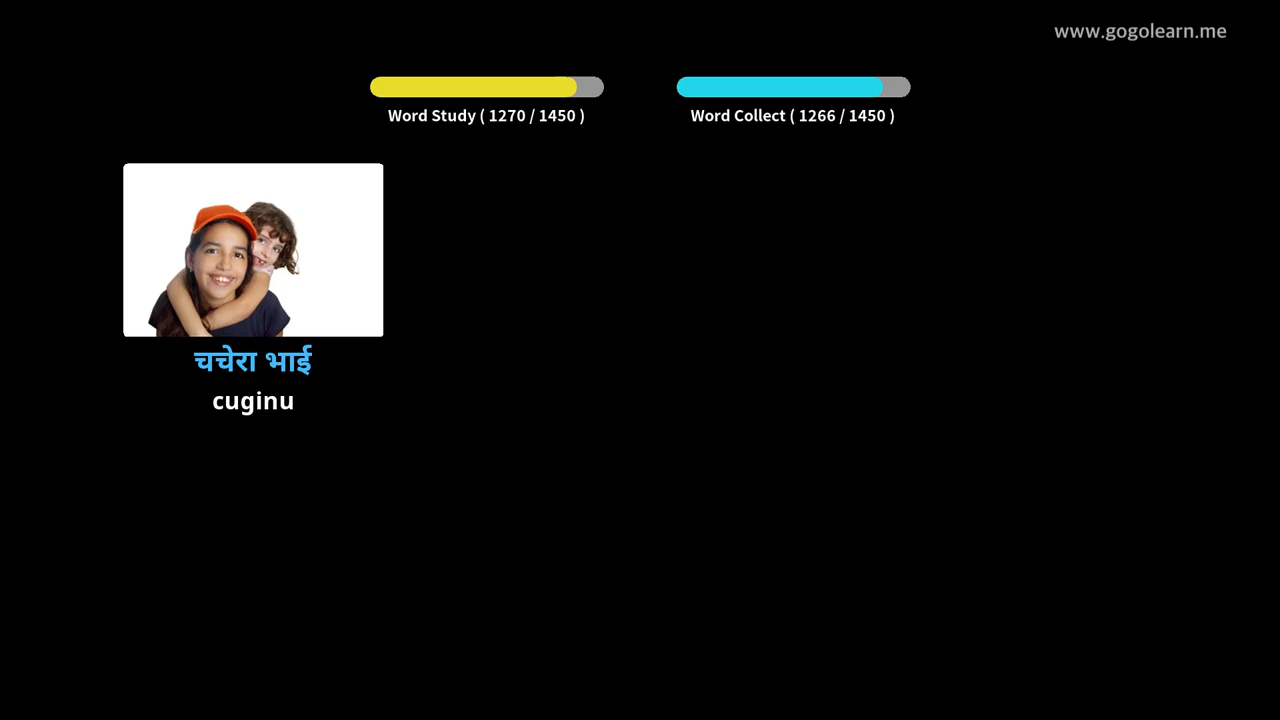 www.gogolearn.me
Word Study ( 1270 / 1450 )
Word Collect ( 1266 / 1450 )
चचेरा भाई
cuginu